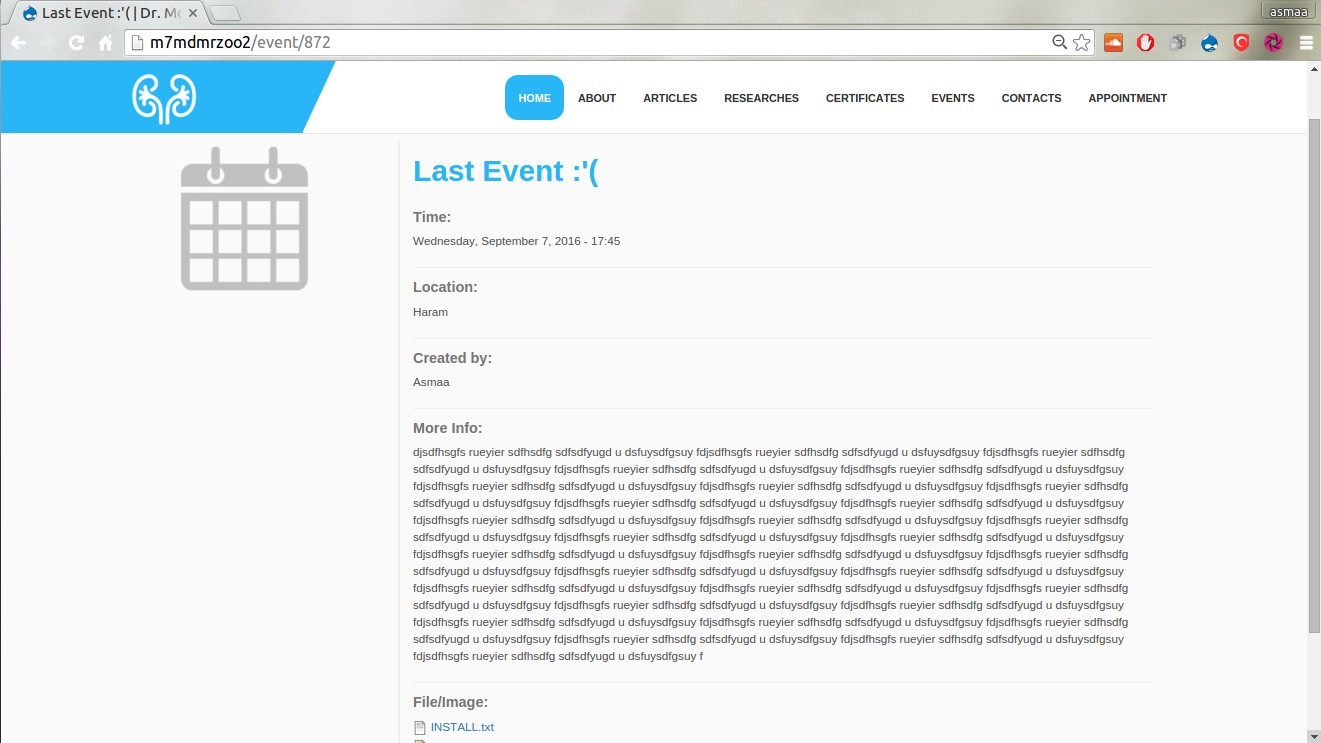 Last Event :'( | Dr. Mo
asmaa
m7mdmrzoo2/event/872
HOME ABOUT ARTICLES RESEARCHES CERTIFICATES EVENTS CONTACTS APPOINTMENT
Last Event :'(
Time:
Wednesday, September 7, 2016 - 17:45
Location:
Haram
Created by:
Asmaa
More Info:
djsdfhsgfs rueyier sdfhsdfg sdfsdfyugd u dsfuysdfgsuy fdjsdfhsgfs rueyier sdfhsdfg sdfsdfyugd u dsfuysdfgsuy fdjsdfhsgfs rueyier sdfhsdfg
sdfsdfyugd u dsfuysdfgsuy fdjsdfhsgfs rueyier sdfhsdfg sdfsdfyugd u dsfuysdfgsuy fdjsdfhsgfs rueyier sdfhsdfg sdfsdfyugd u dsfuysdfgsuy
fdjsdfhsgfs rueyier sdfhsdfg sdfsdfyugd u dsfuysdfgsuy fdjsdfhsgfs rueyier sdfhsdfg sdfsdfyugd u dsfuysdfgsuy fdjsdfhsgfs rueyier sdfhsdfg
sdfsdfyugd u dsfuysdfgsuy fdjsdfhsgfs rueyier sdfhsdfg sdfsdfyugd u dsfuysdfgsuy fdjsdfhsgfs rueyier sdfhsdfg sdfsdfyugd u dsfuysdfgsuy
fdjsdfhsgfs rueyier sdfhsdfg sdfsdfyugd u dsfuysdfgsuy fdjsdfhsgfs rueyier sdfhsdfg sdfsdfyugd u dsfuysdfgsuy fdjsdfhsgfs rueyier sdfhsdfg
sdfsdfyugd u dsfuysdfgsuy fdjsdfhsgfs rueyier sdfhsdfg sdfsdfyugd u dsfuysdfgsuy fdjsdfhsgfs rueyier sdfhsdfg sdfsdfyugd u dsfuysdfgsuy
fdjsdfhsgfs rueyier sdfhsdfg sdfsdfyugd u dsfuysdfgsuy fdjsdfhsgfs rueyier sdfhsdfg sdfsdfyugd u dsfuysdfgsuy fdjsdfhsgfs rueyier sdfhsdfg
sdfsdfyugd u dsfuysdfgsuy fdjsdfhsgfs rueyier sdfhsdfg sdfsdfyugd u dsfuysdfgsuy fdjsdfhsgfs rueyier sdfhsdfg sdfsdfyugd u dsfuysdfgsuy
fdjsdfhsgfs rueyier sdfhsdfg sdfsdfyugd u dsfuysdfgsuy fdjsdfhsgfs rueyier sdfhsdfg sdfsdfyugd u dsfuysdfgsuy fdjsdfhsgfs rueyier sdfhsdfg
sdfsdfyugd u dsfuysdfgsuy fdjsdfhsgfs rueyier sdfhsdfg sdfsdfyugd u dsfuysdfgsuy fdjsdfhsgfs rueyier sdfhsdfg sdfsdfyugd u dsfuysdfgsuy
fdjsdfhsgfs rueyier sdfhsdfg sdfsdfyugd u dsfuysdfgsuy fdjsdfhsgfs rueyier sdfhsdfg sdfsdfyugd u dsfuysdfgsuy fdjsdfhsgfs rueyier sdfhsdfg
sdfsdfyugd u dsfuysdfgsuy fdjsdfhsgfs rueyier sdfhsdfg sdfsdfyugd u dsfuysdfgsuy fdjsdfhsgfs rueyier sdfhsdfg sdfsdfyugd u dsfuysdfgsuy
fdjsdfhsgfs rueyier sdfhsdfg sdfsdfyugd u dsfuysdfgsuy f
File/Image:
INSTALL.txt